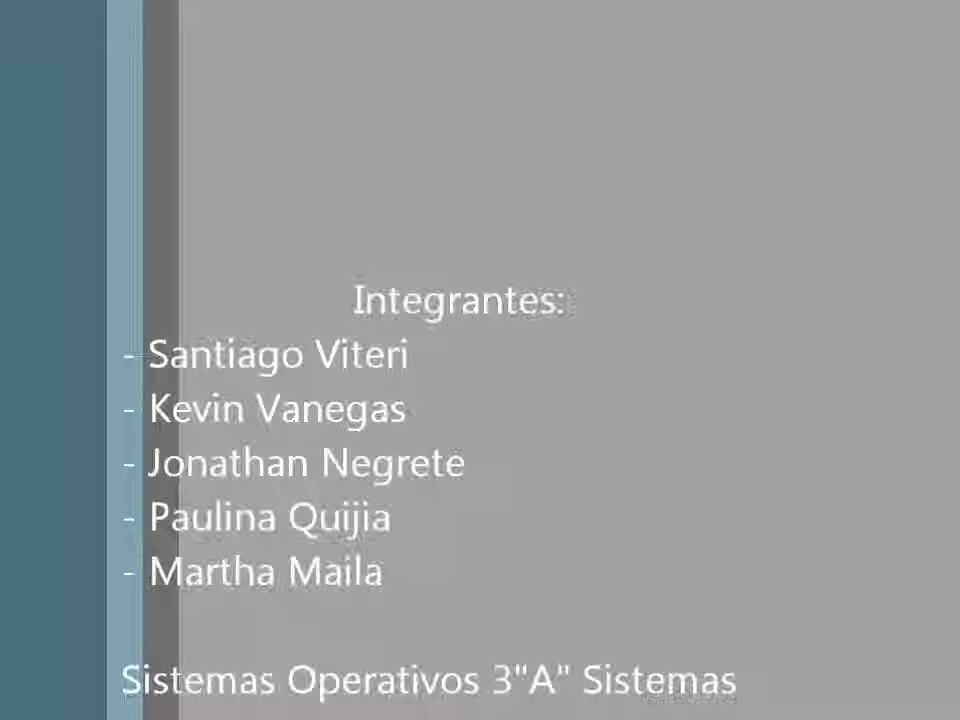 Integrantes:
- Santiago Viteri
- Kevin Vanegas
- Jonathan Negrete
- Paulina Quijia
- Martha Maila
Sistemas Operativos 3"A" Sistemas